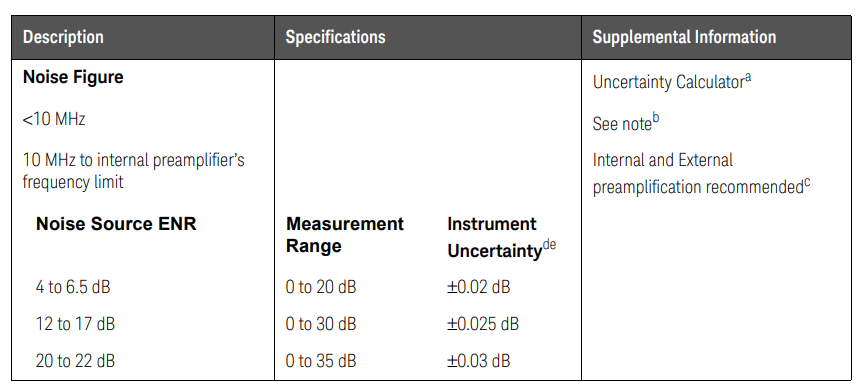 Description Specifications Supplemental Information
Noise Figure Uncertainty Calculatora
<10 MHz See noteb
10 MHz to internal preamplifier's Internal and External
frequency limit preamplification recommendedc
Noise Source ENR Measurement Instrument
Range Uncertaintyde
4 to 6.5 dB 0 to 20 dB ±0.02 dB
12 to 17 dB 0 to 30 dB ±0.025 dB
20 to 22 dB 0 to 35 dB ±0.03 dB